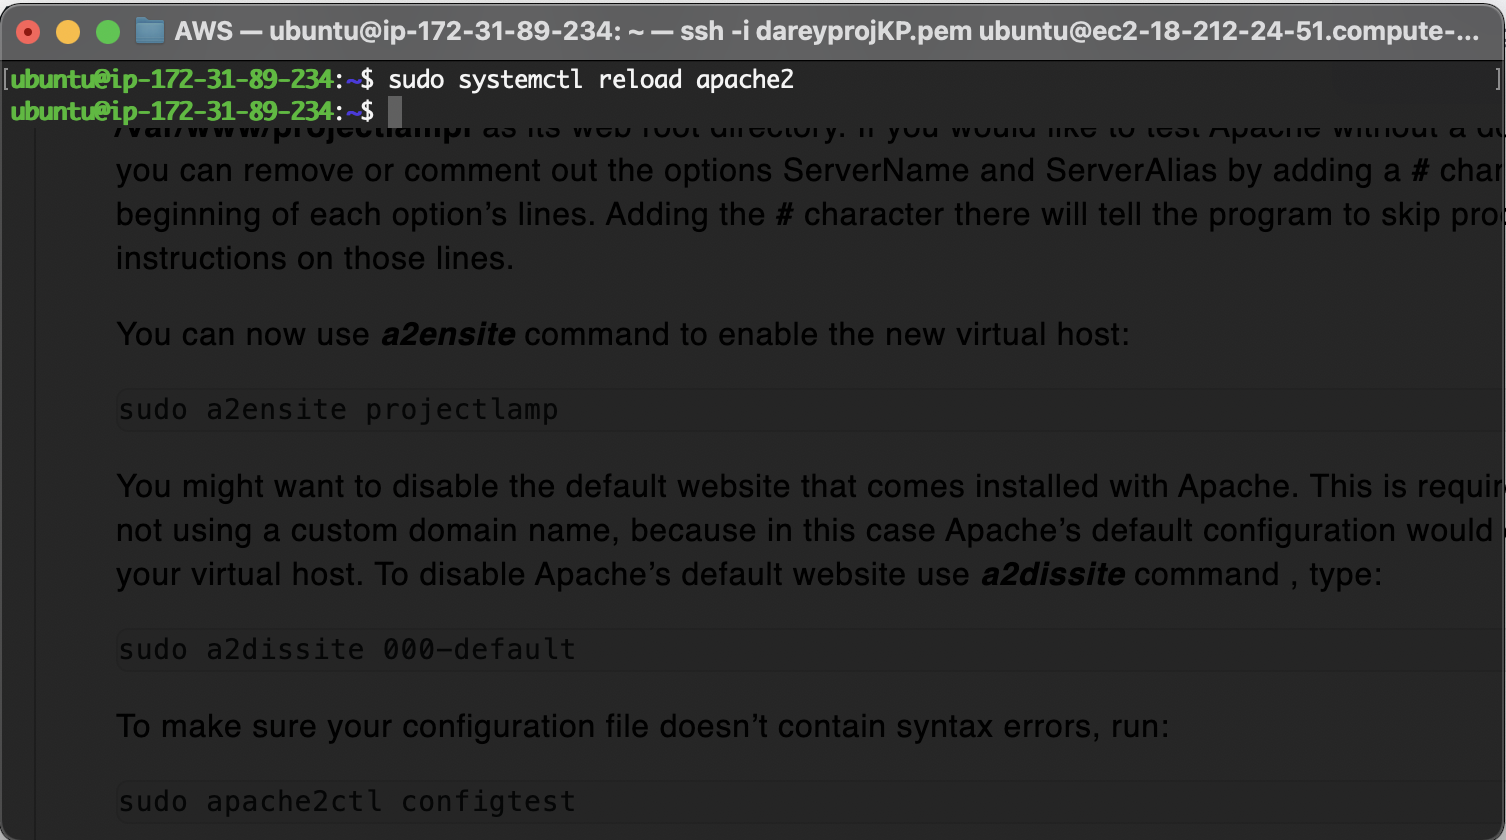 AWS — ubuntu@ip-172-31-89-234: ~ — ssh -i dareyprojKP.pem ubuntu@ec2-18-212-24-51.compute-...
[ubuntu@ip-172-31-89-234:~$ sudo systemctl reload apache2 ]
ubuntu@ip-172-31-89-234:~$
as its web root directory. If you would like to test Apache without a
you can remove or comment out the options ServerName and ServerAlias by adding a # char
beginning of each option’s lines. Adding the # character there will tell the program to skip
instructions on those lines.
You can now use a2ensite command to enable the new virtual host:
sudo a2ensite projectlamp
You might want to disable the default website that comes installed with Apache. This is requir
not using a custom domain name, because in this case Apache’s default configuration would
your virtual host. To disable Apache’s default website use a2dissite command , type:
sudo a2dissite 000-default
To make sure your configuration file doesn’t contain syntax errors, run:
sudo apache2ctl configtest